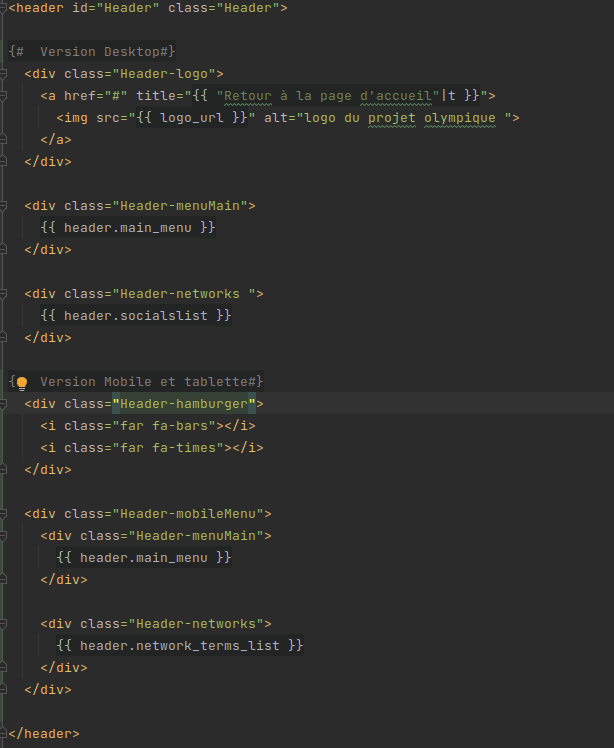 <header id="Header" class="Header">
{#  Version Desktop#}
<div class="Header-logo">
<a href="#" title="{{ "Retour à la page d'accueil"|t }}">
<img src="{{ logo_url }}" alt="logo du projet olympique ">
</a>
</div>
<div class="Header-menuMain">
{{ header.main_menu }}
</div>
<div class="Header-networks ">
{{ header.socialslist }}
</div>
{  Version Mobile et tablette#}
<div class="Header-hamburger">
<i class="far fa-bars"></i>
<i class="far fa-times"></i>
</div>
<div class="Header-mobileMenu">
<div class="Header-menuMain">
{{ header.main_menu }}
</div>
<div class="Header-networks">
{{ header.network_terms_list }}
</div>
</div>
</header>